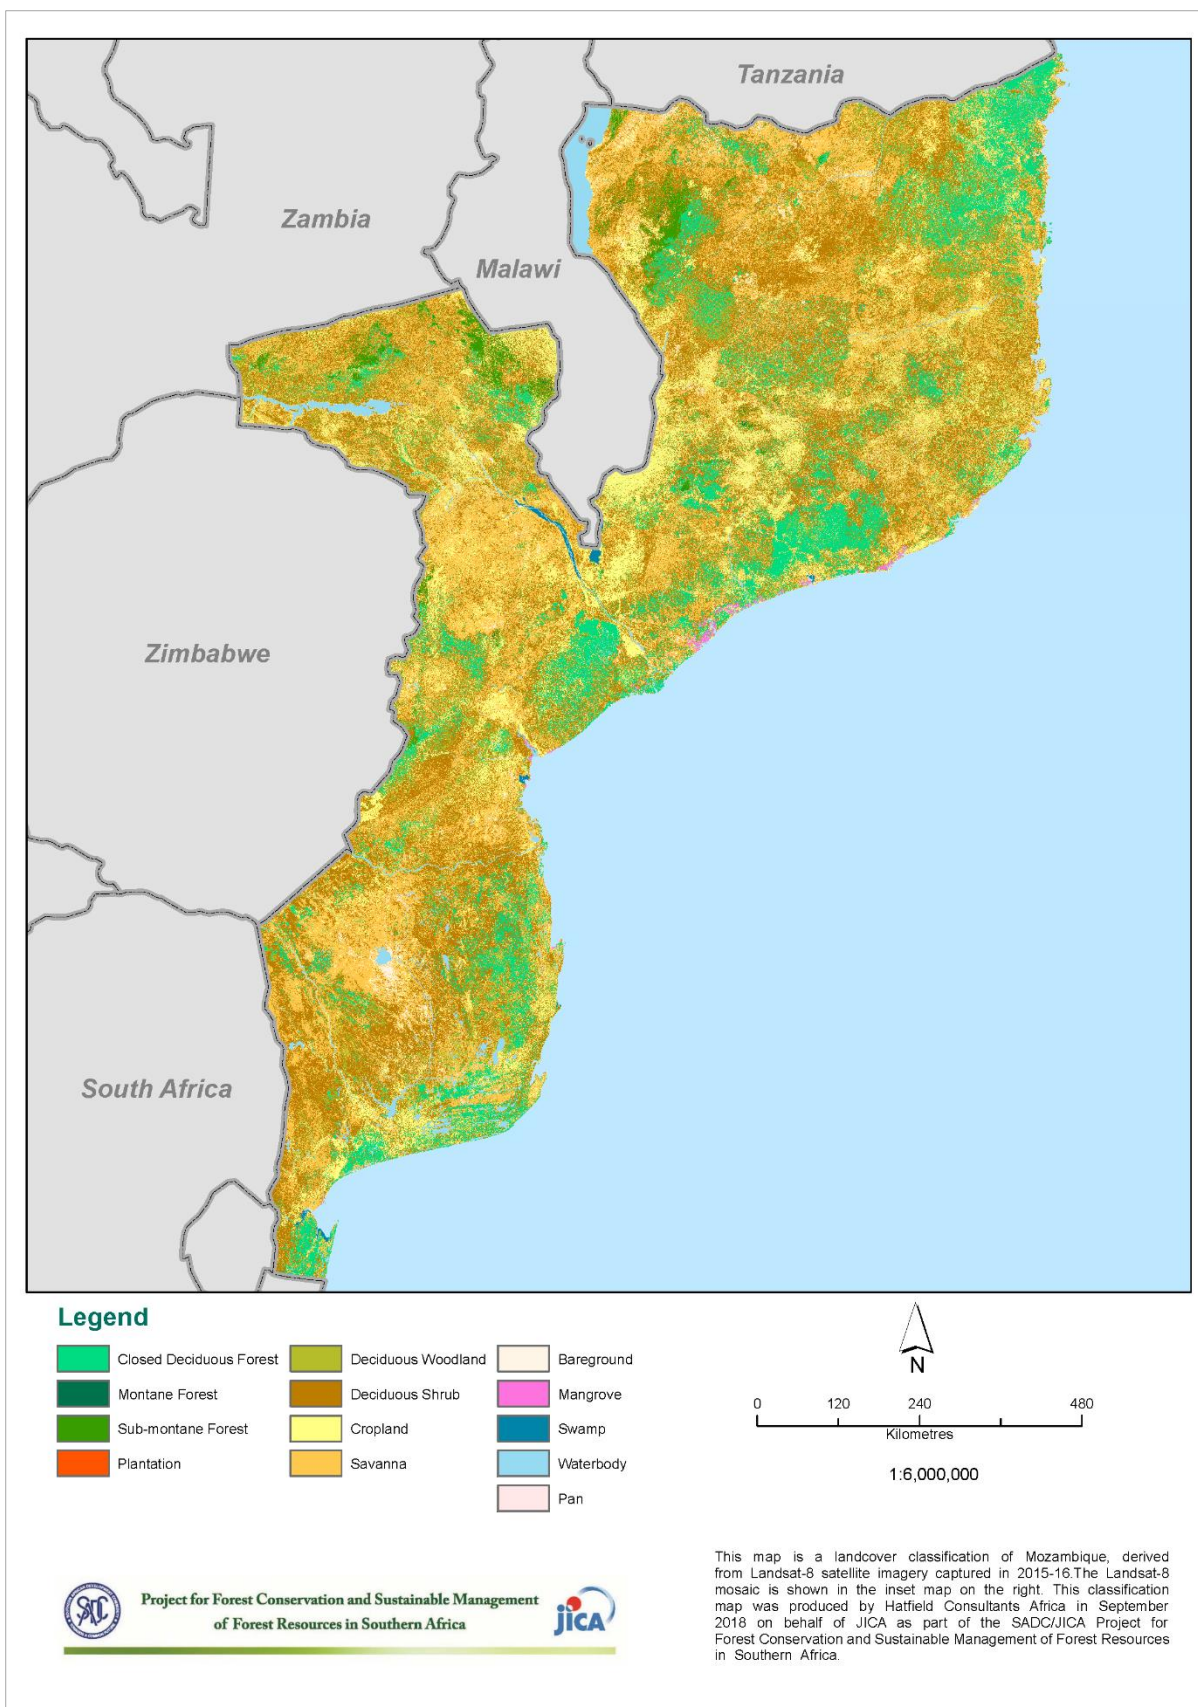 Tanzania
Zambia
Malawi
Zimbabwe
South Africa
Legend
Closed Deciduous Forest
Montane Forest
Sub-montane Forest
Plantation
Deciduous Woodland
Deciduous Shrub
Cropland
Savanna
Bareground
Mangrove
Swamp
Waterbody
Pan
N
0 120 240 480
Kilometres
1:6,000,000
SADC
Project for Forest Conservation and Sustainable Management
of Forest Resources in Southern Africa
jICA
This map is a landcover classification of Mozambique, derived
from Landsat-8 satellite imagery captured in 2015-16.The Landsat-8
mosaic is shown in the inset map on the right. This classification
map was produced by Hatfield Consultants Africa in September
2018 on behalf of JICA as part of the SADC/JICA Project for
Forest Conservation and Sustainable Management of Forest Resources
in Southern Africa.